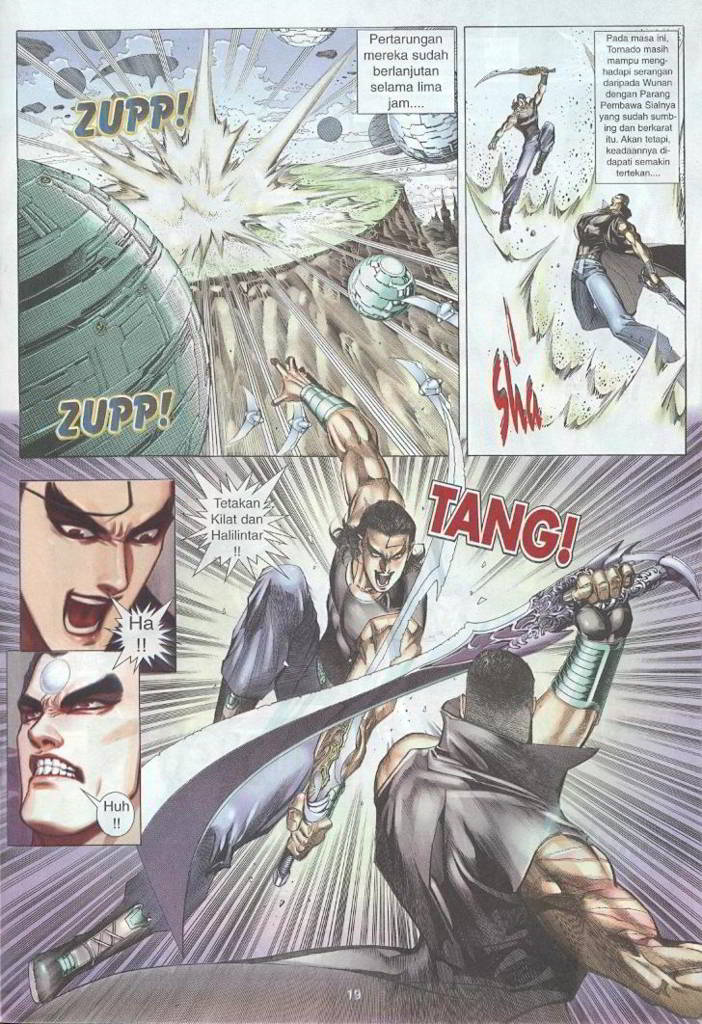 Pertarungan
mereka sudah
berlanjutan
selama lima
jam....
ZUPP!
ZUPP!
Pada masa ini,
Tornado masih
mampu meng-
hadapi serangan
daripada Wunan
dengan Parang
Pembawa Sialnya
yang sudah sumb-
ing dan berkarat
itu. Akan tetapi,
keadaannya di-
dapati semakin
tertekan....
Sha!
Tetakan
Kilat dan
Halilintar
!!
TANG!
Ha
!!
Huh
!!
19